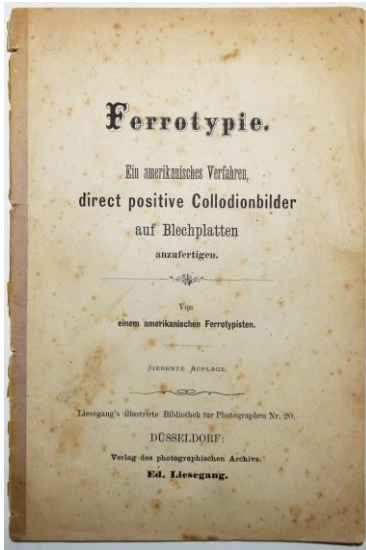 Ferrotypie.
Ein amerikanisches Verfahren,
direct positive Collodionbilder
auf Blechplatten
anzufertigen.
Von
einem amerikanischen Ferrotypisten.
SIEBENTE AUFLAGE.
Liesegang's illustrirte Bibliothek für Photographen Nr. 20.
DÜSSELDORF:
Verlag des photographischen Archivs.
Ed. Liesegang.